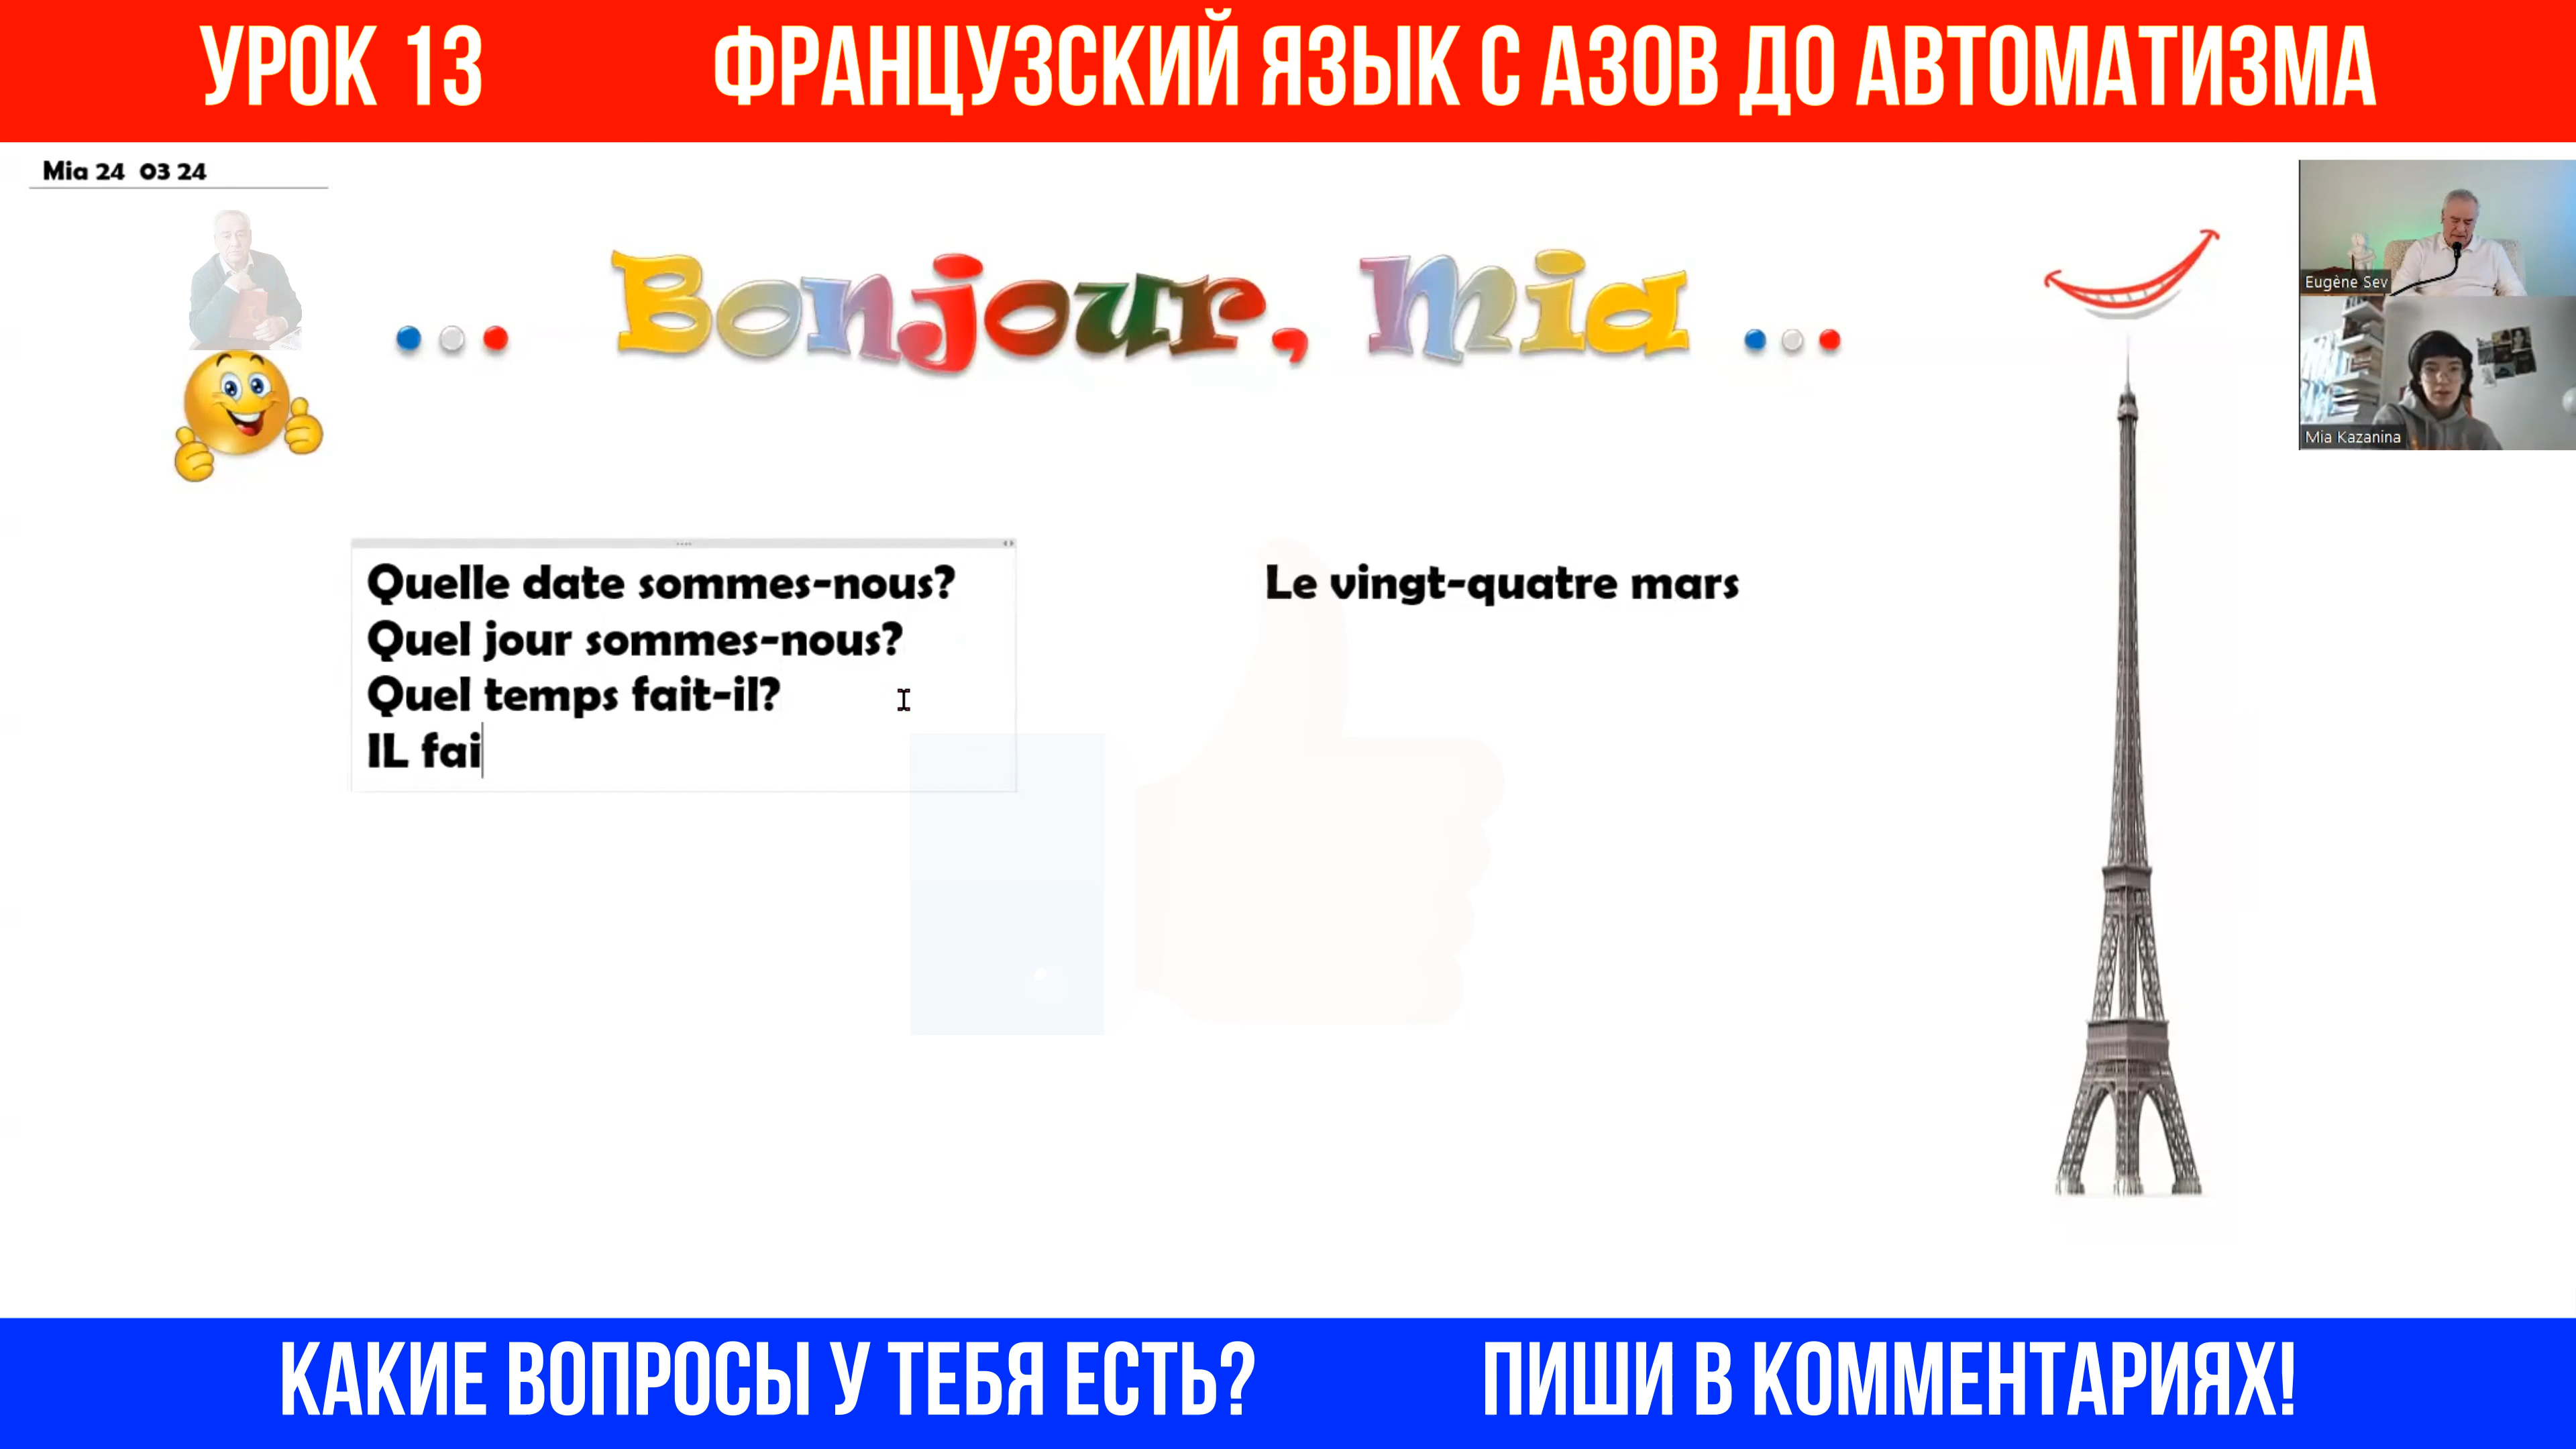 УРОК 13 ФРАНЦУЗСКИЙ ЯЗЫК С АЗОВ ДО АВТОМАТИЗМА
Mia 24 03 24
... Bonjour, Mia ...
Eugène Sev
Mia Kazanina
Quelle date sommes-nous?
Le vingt-quatre mars
Quel jour sommes-nous?
Quel temps fait-il?
IL fai
КАКИЕ ВОПРОСЫ У ТЕБЯ ЕСТЬ? ПИШИ В КОММЕНТАРИЯХ!